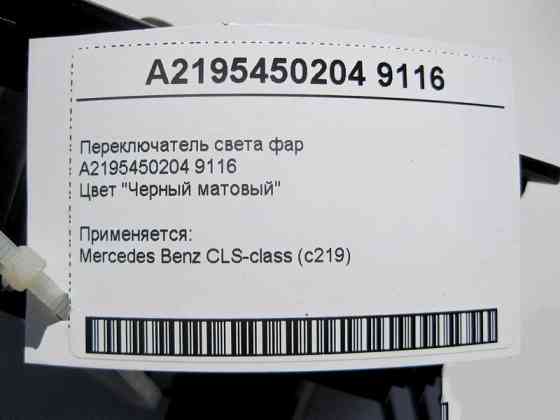 A2195450204 9116
Переключатель света фар
A2195450204 9116
Цвет "Черный матовый"
Применяется:
Mercedes Benz CLS-class (c219)